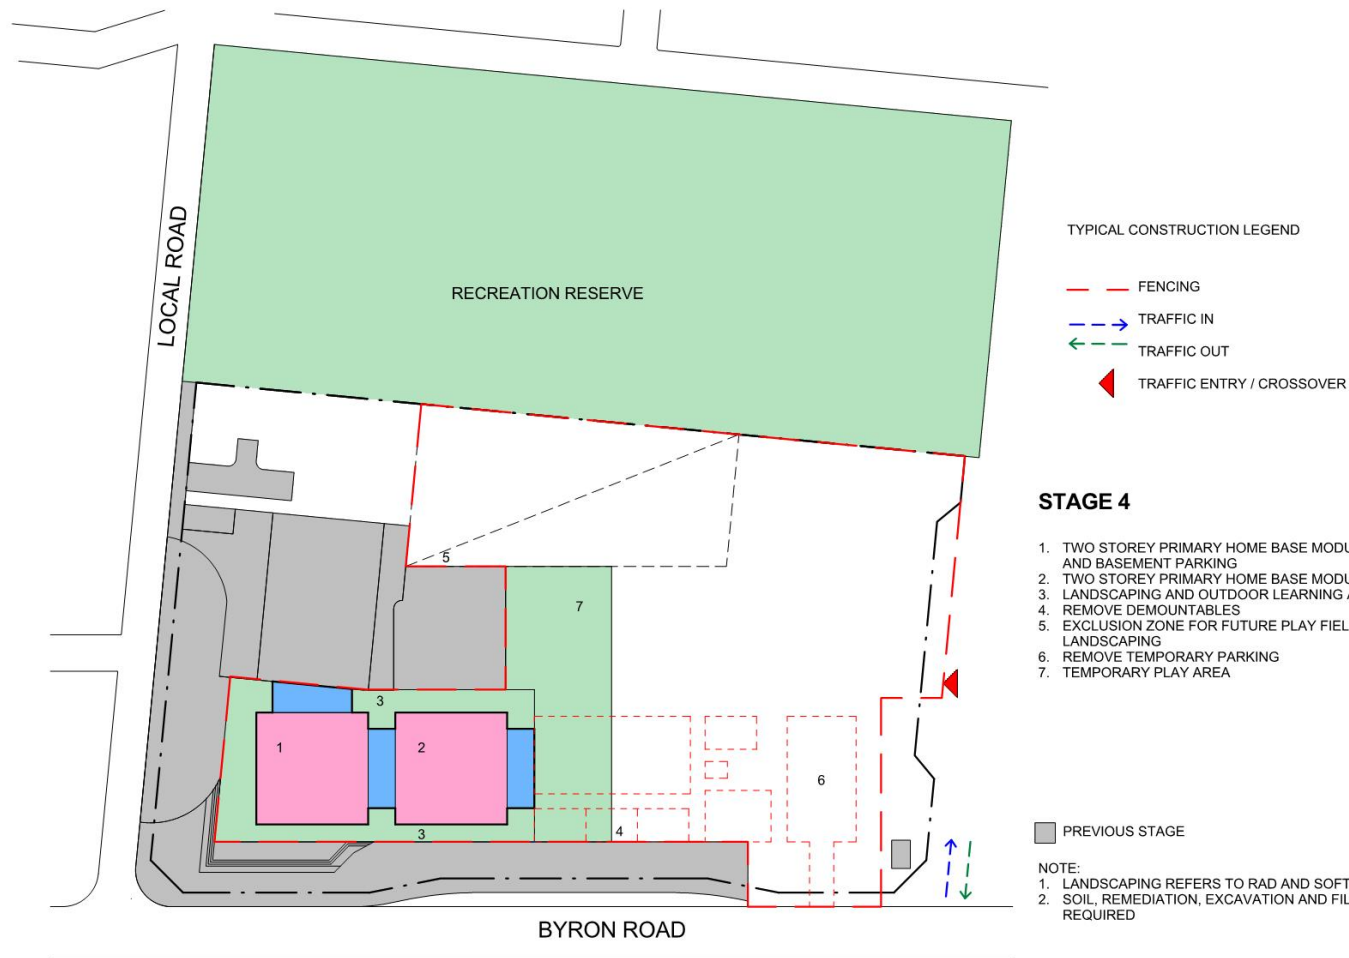 LOCAL ROAD
RECREATION RESERVE
5
7
3
1
2
6
3
4
BYRON ROAD
TYPICAL CONSTRUCTION LEGEND
FENCING
TRAFFIC IN
TRAFFIC OUT
TRAFFIC ENTRY / CROSSOVER
STAGE 4
1. TWO STOREY PRIMARY HOME BASE
AND BASEMENT PARKING
2. TWO STOREY PRIMARY HOME BASE
3. LANDSCAPING AND OUTDOOR LEARNING
4. REMOVE DEMOUNTABLES
5. EXCLUSION ZONE FOR FUTURE PLAY
LANDSCAPING
6. REMOVE TEMPORARY PARKING
7. TEMPORARY PLAY AREA
PREVIOUS STAGE
NOTE:
1. LANDSCAPING REFERS TO RAD AND SOFT
2. SOIL, REMEDIATION, EXCAVATION AND
REQUIRED